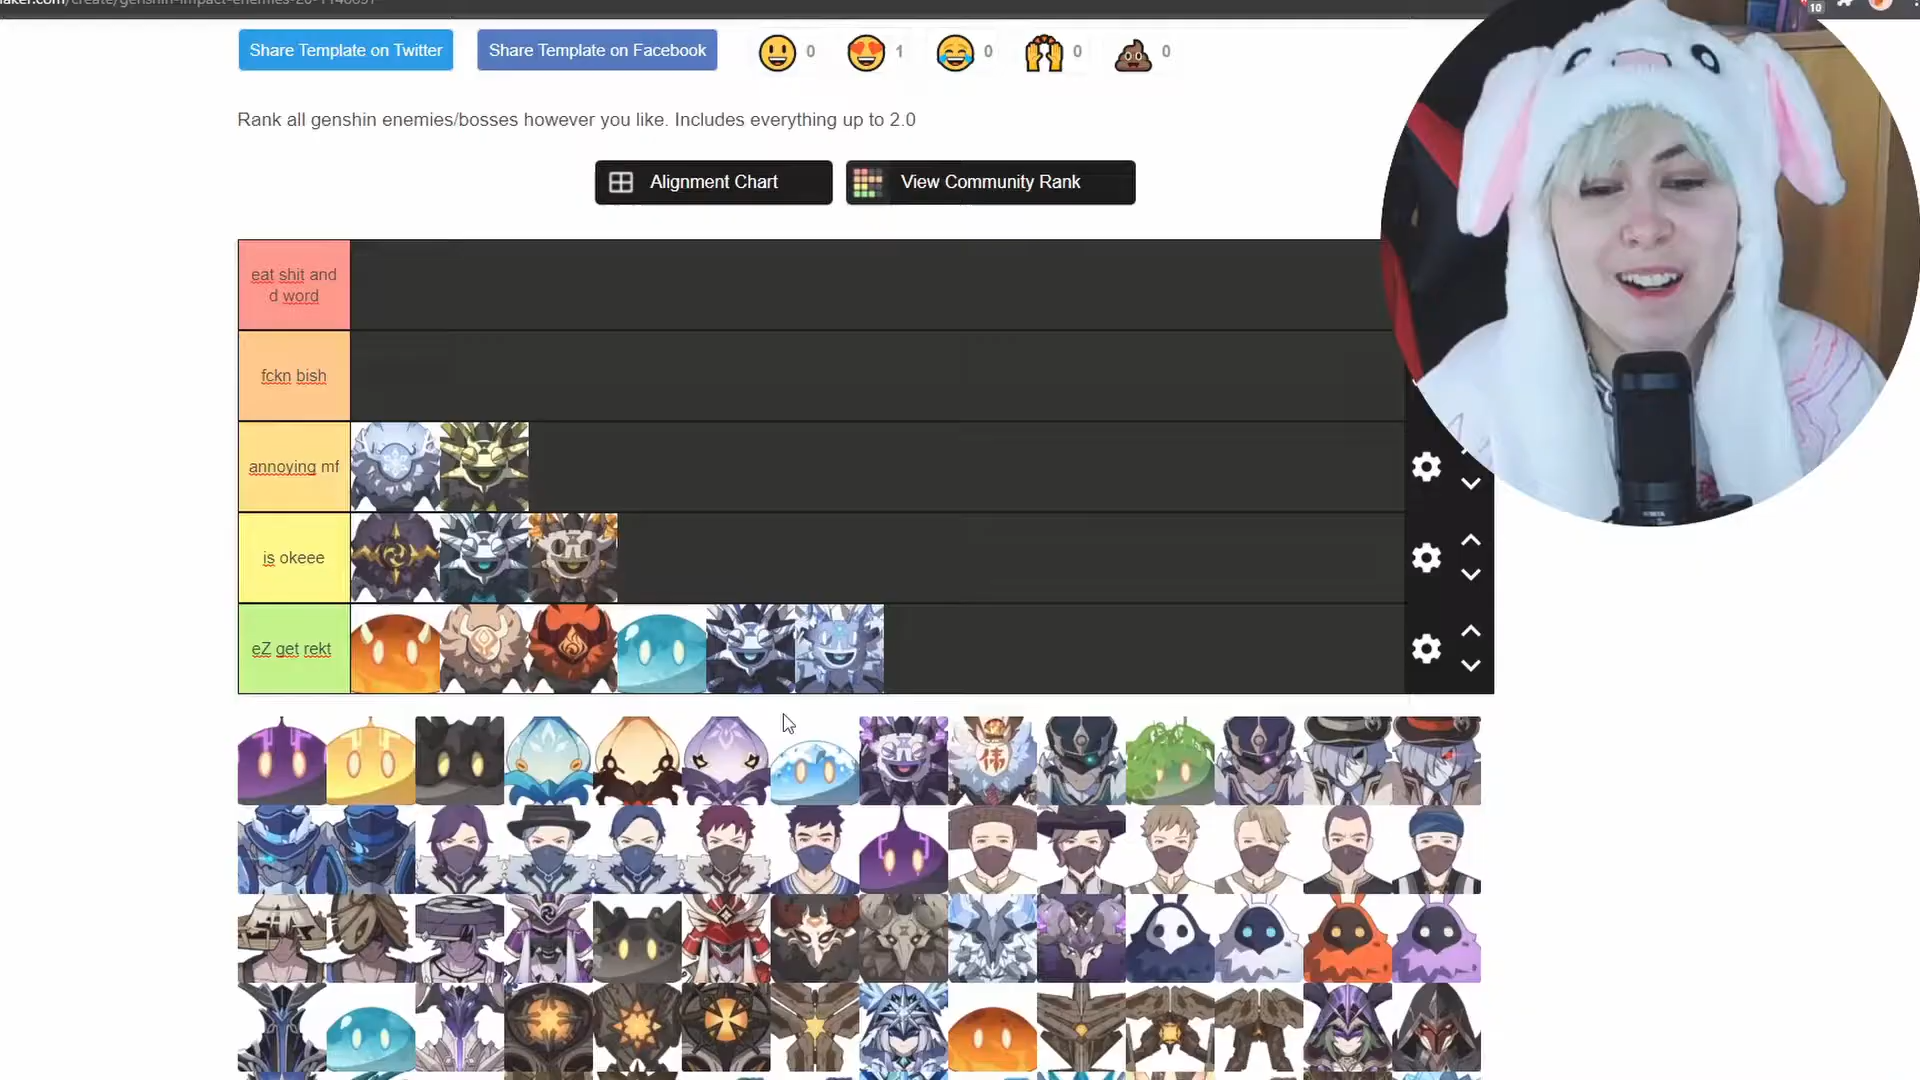 Share Template on Twitter
Share Template on Facebook
0
1
0
0
0
10
Rank all genshin enemies/bosses however you like. Includes everything up to 2.0
Alignment Chart
View Community Rank
eat shit and
d word
fckn bish
annoying mf
is okeee
eZ get rekt